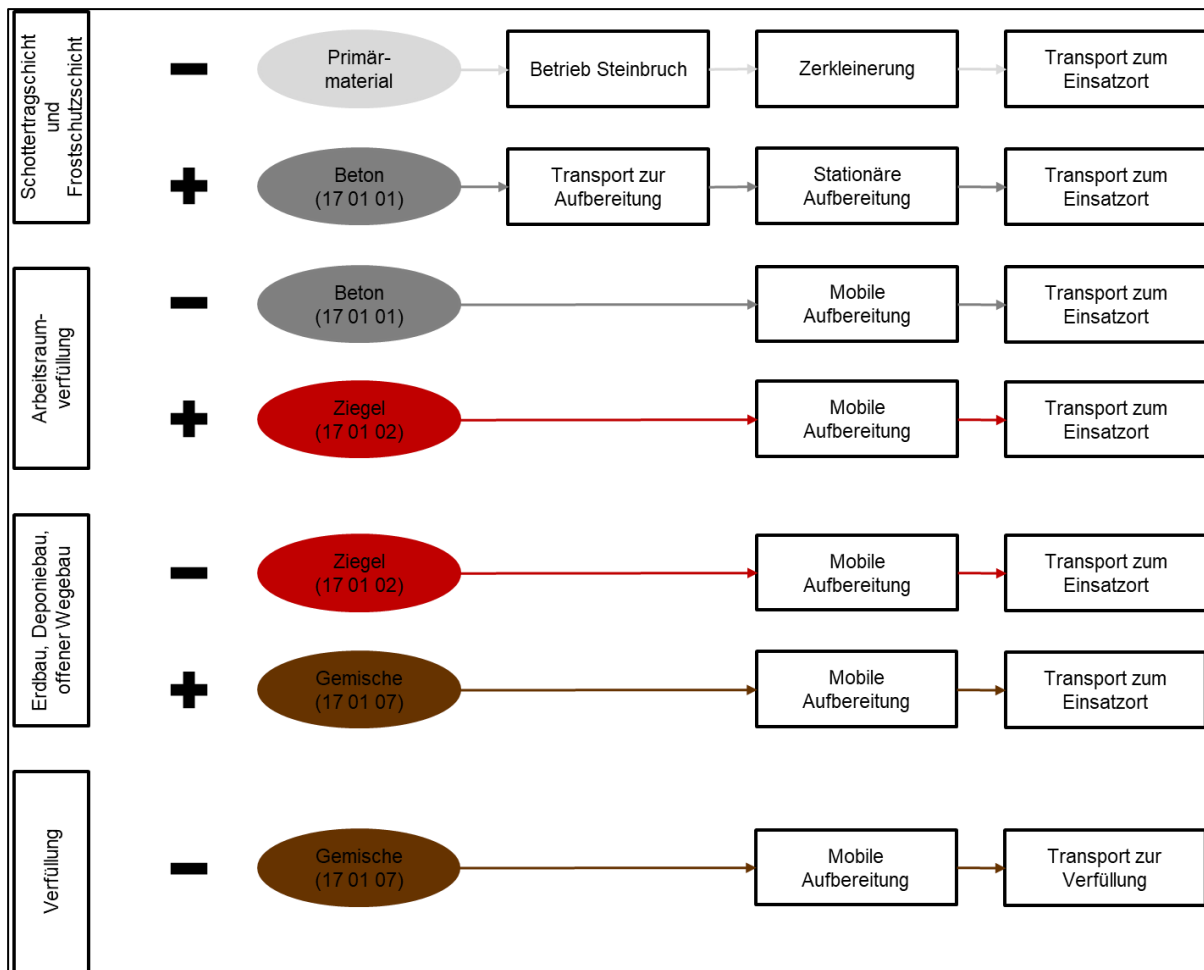 Schottertragschicht
und
Frostschutzschicht
−
Primär-
material
Betrieb Steinbruch
Zerkleinerung
Transport zum
Einsatzort
+
Beton
(17 01 01)
Transport zur
Aufbereitung
Stationäre
Aufbereitung
Transport zum
Einsatzort
Arbeitsraum-
verfüllung
−
Beton
(17 01 01)
Mobile
Aufbereitung
Transport zum
Einsatzort
+
Ziegel
(17 01 02)
Mobile
Aufbereitung
Transport zum
Einsatzort
Erdbau, Deponiebau,
offener Wegebau
−
Ziegel
(17 01 02)
Mobile
Aufbereitung
Transport zum
Einsatzort
+
Gemische
(17 01 07)
Mobile
Aufbereitung
Transport zum
Einsatzort
Verfüllung
−
Gemische
(17 01 07)
Mobile
Aufbereitung
Transport zur
Verfüllung